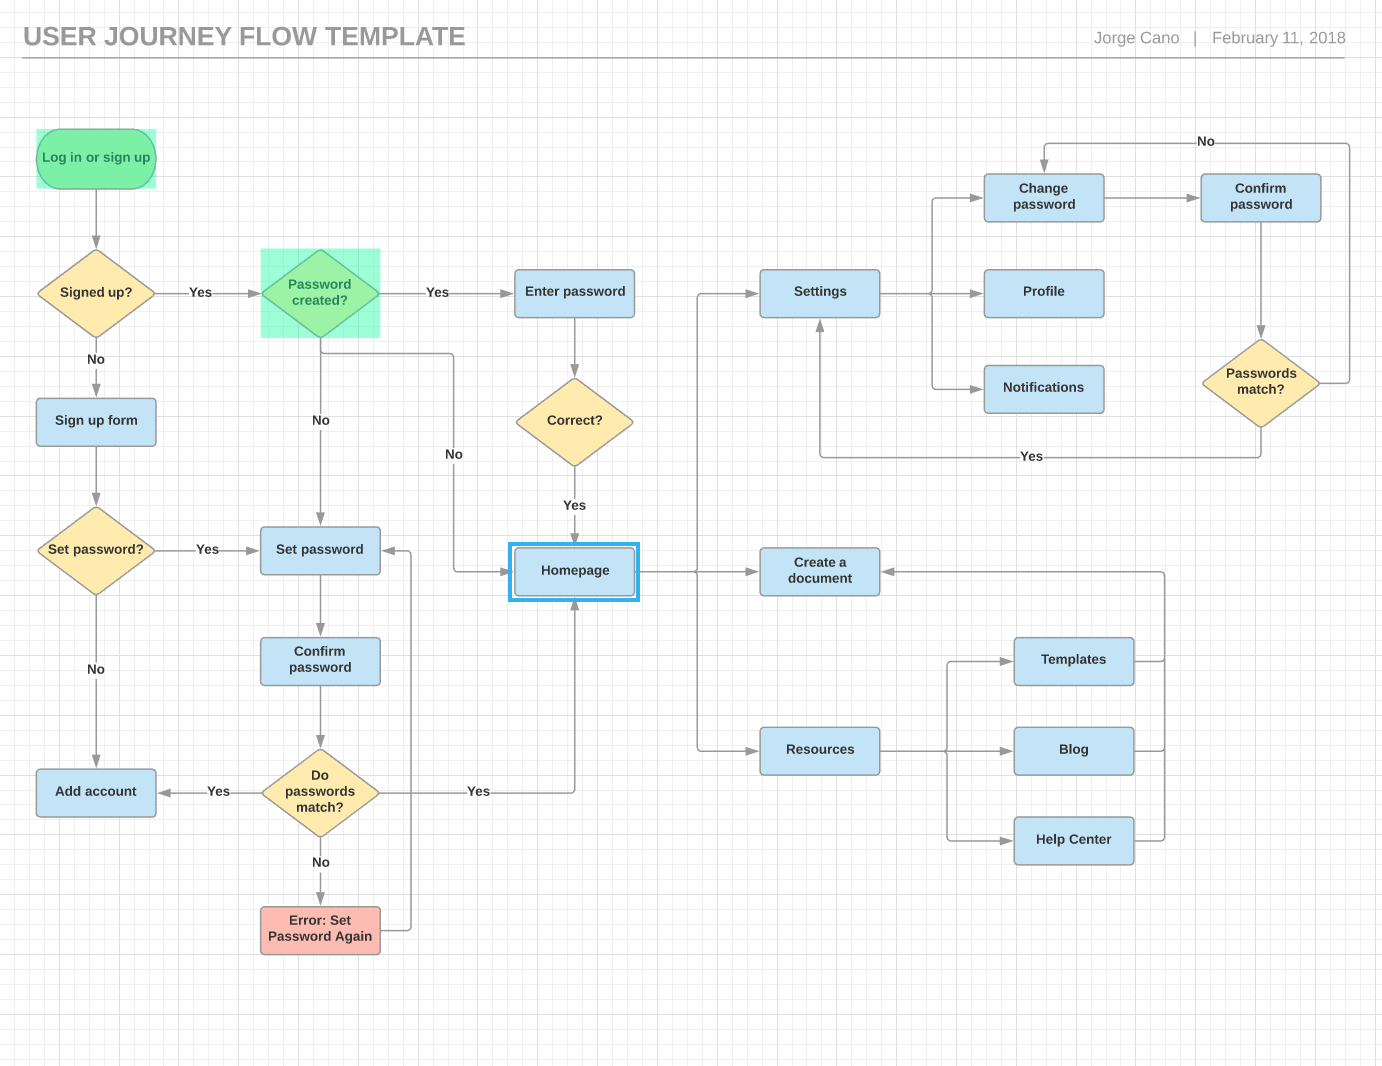 USER JOURNEY FLOW TEMPLATE
Jorge Cano | February 11, 2018
Log in or sign up
No
Change
password
Confirm
password
Signed up?
Yes
Password
created?
Yes
Enter password
Settings
Profile
No
Sign up form
No
No
Correct?
Notifications
Passwords
match?
Yes
Yes
Set password?
Yes
Set password
Homepage
Create a
document
No
Confirm
password
Templates
Resources
Blog
Add account
Yes
Do
passwords
match?
Yes
Help Center
No
Error: Set
Password Again